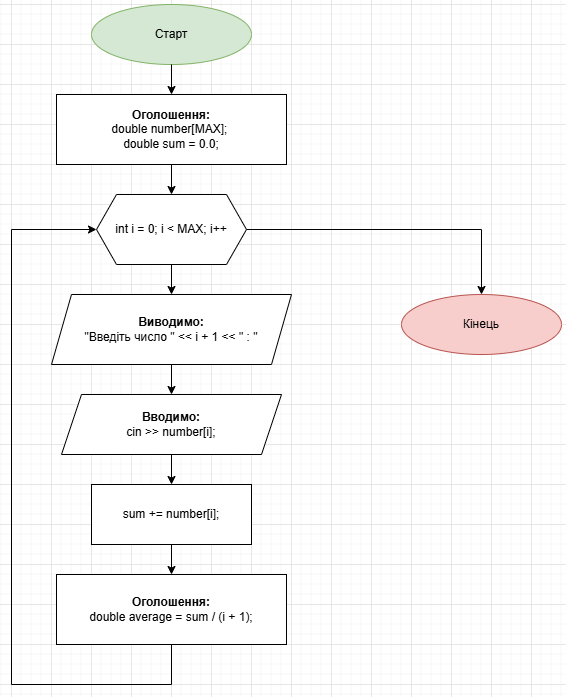 Старт
Оголошення:
double number[MAX];
double sum = 0.0;
int i = 0; i < MAX; i++
Виводимо:
"Введіть число " << i + 1 << " : "
Кінець
Вводимо:
cin >> number[i];
sum += number[i];
Оголошення:
double average = sum / (i + 1);